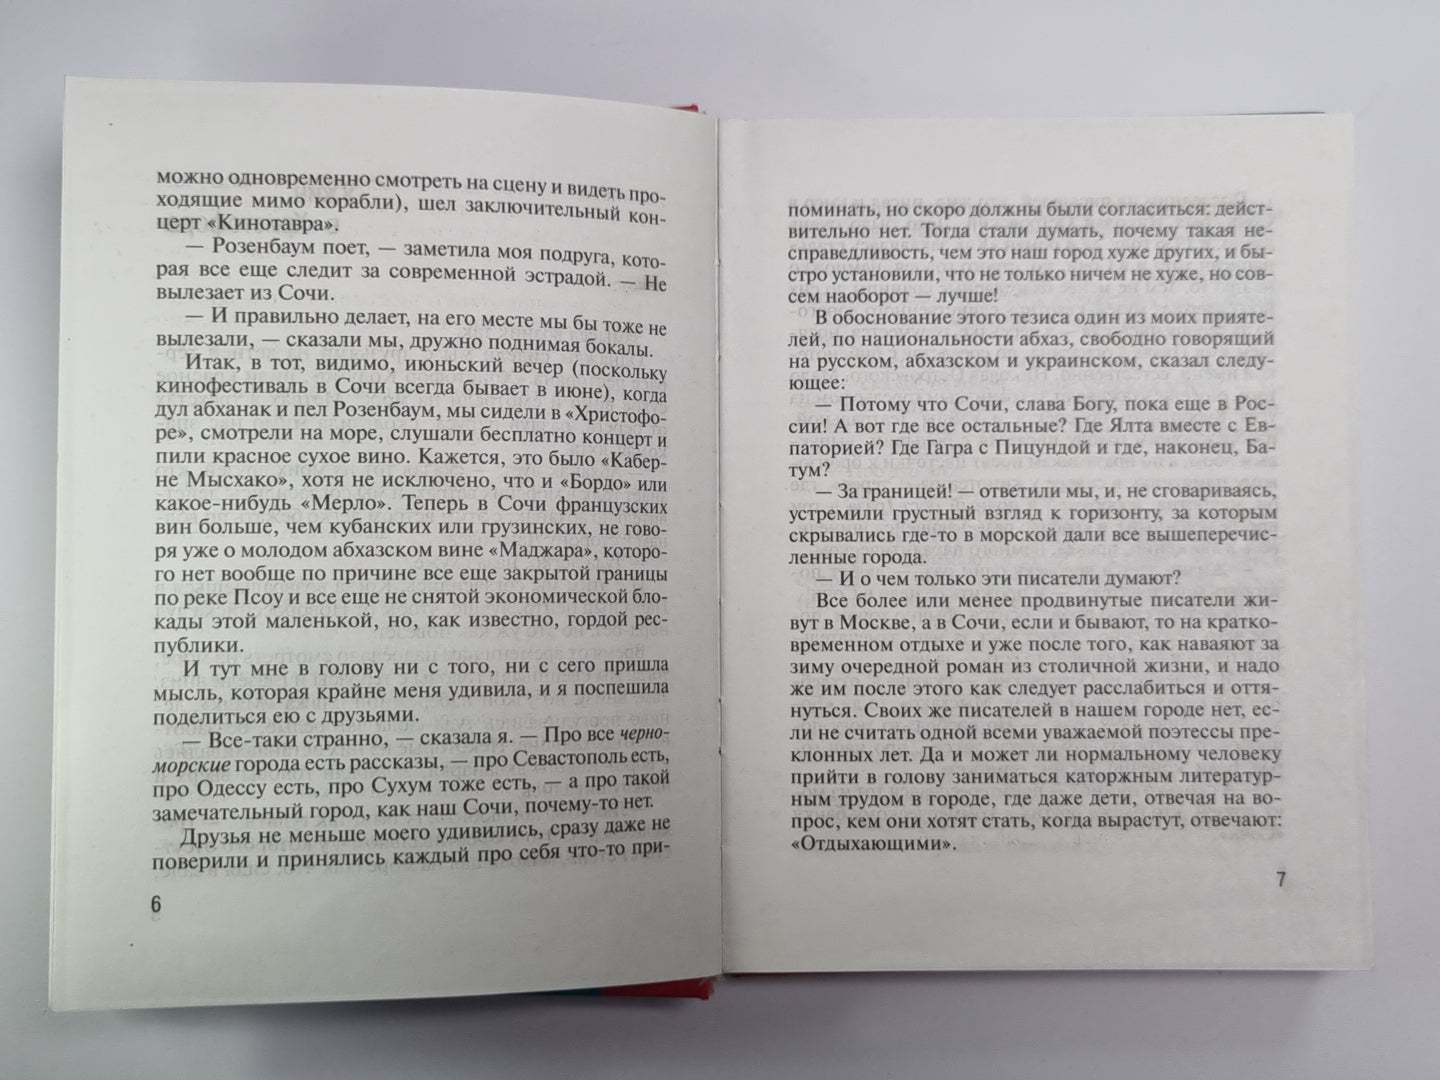 можно одновременно смотреть на сцену и видеть про-
ходящие мимо корабли), шел заключительный кон-
церт «Кинотавра».
— Розенбаум поет, — заметила моя подруга, кото-
рая все еще следит за современной эстрадой. — Не
вылезает из Сочи.
— И правильно делает, на его месте мы бы тоже не
вылезали, — сказали мы, дружно поднимая бокалы.
Итак, в тот, видимо, июньский вечер (поскольку
кинофестиваль в Сочи всегда бывает в июне), когда
дул абханак и пел Розенбаум, мы сидели в «Христофо-
ре», смотрели на море, слушали бесплатно концерт и
пили красное сухое вино. Кажется, это было «Кабер-
не Мысхако», хотя не исключено, что и «Бордо» или
какое-нибудь «Мерло». Теперь в Сочи французских
вин больше, чем кубанских или грузинских, не гово-
ря уже о молодом абхазском вине «Маджара», которо-
го нет вообще по причине все еще закрытой границы
по реке Псоу и все еще не снятой экономической бло-
кады этой маленькой, но, как известно, гордой рес-
публики.
И тут мне в голову ни с того, ни с сего пришла
мысль, которая крайне меня удивила, и я поспешила
поделиться ею с друзьями.
— Все-таки странно, — сказала я. — Про все черно-
морские города есть рассказы, — про Севастополь есть,
про Одессу есть, про Сухум тоже есть, — а про такой
замечательный город, как наш Сочи, почему-то нет.
Друзья не меньше моего удивились, сразу даже не
поверили и принялись каждый про себя что-то при-
6
поминать, но скоро должны были согласиться: дейст-
вительно нет. Тогда стали думать, почему такая не-
справедливость, чем это наш город хуже других, и бы-
стро установили, что не только ничем не хуже, но сов-
сем наоборот — лучше!
В обоснование этого тезиса один из моих прияте-
лей, по национальности абхаз, свободно говорящий
на русском, абхазском и украинском, сказал следу-
ющее:
— Потому что Сочи, слава Богу, пока еще в Рос-
сии! А вот где все остальные? Где Ялта вместе с Ев-
паторией? Где Гагра с Пицундой и где, наконец, Ба-
тум?
— За границей! — ответили мы, и, не сговариваясь,
устремили грустный взгляд к горизонту, за которым
скрывались где-то в морской дали все вышеперечис-
ленные города.
— И о чем только эти писатели думают?
Все более или менее продвинутые писатели жи-
вут в Москве, а в Сочи, если и бывают, то на кратко-
временном отдыхе и уже после того, как наваяют за
зиму очередной роман из столичной жизни, и надо
же им после этого как следует расслабиться и оття-
нуться. Своих же писателей в нашем городе нет, ес-
ли не считать одной всеми уважаемой поэтессы пре-
клонных лет. Да и может ли нормальному человеку
прийти в голову заниматься каторжным литератур-
ным трудом в городе, где даже дети, отвечая на во-
прос, кем они хотят стать, когда вырастут, отвечают:
«Отдыхающими».
7